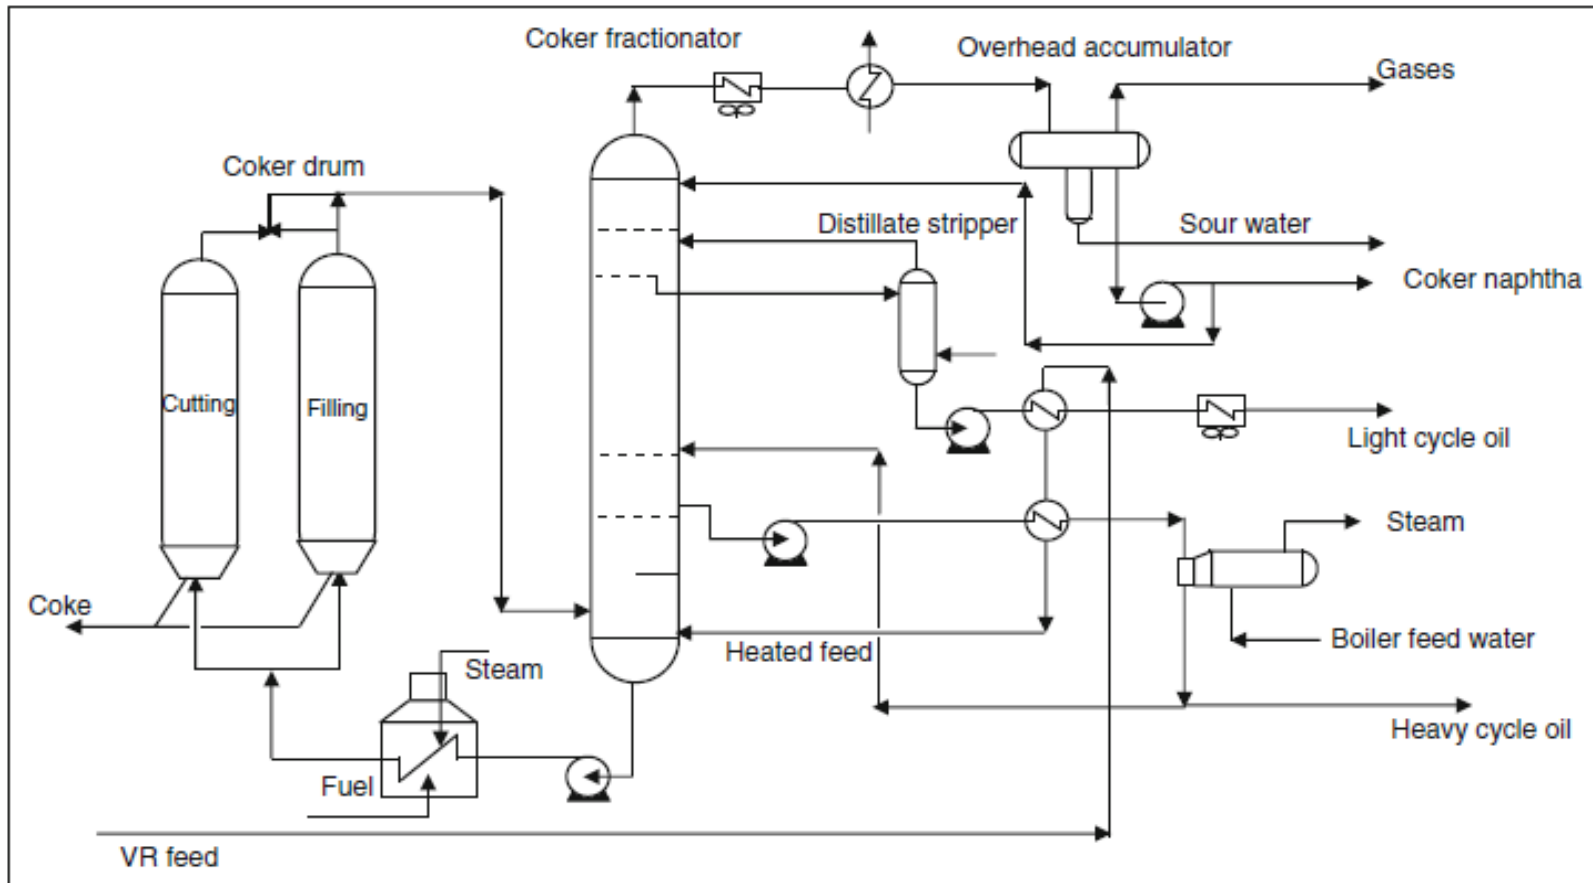 Coker fractionator
Overhead accumulator
Gases
Coker drum
Distillate stripper
Sour water
Coker naphtha
Cutting
Filling
Light cycle oil
Steam
Coke
Heated feed
Boiler feed water
Steam
Heavy cycle oil
Fuel
VR feed